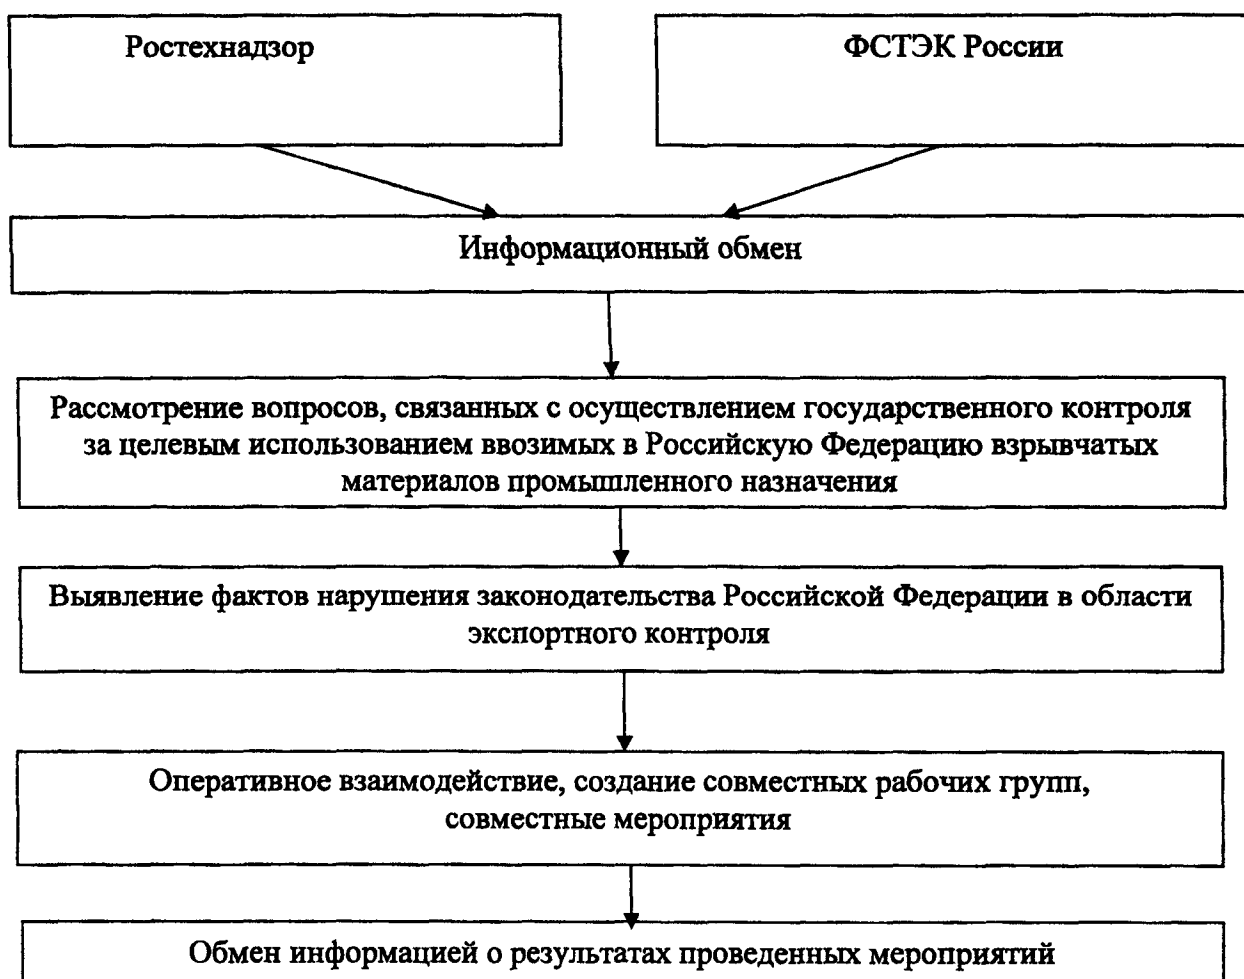 Ростехнадзор
ФСТЭК России
Информационный обмен
Рассмотрение вопросов, связанных с осуществлением государственного контроля
за целевым использованием ввозимых в Российскую Федерацию взрывчатых
материалов промышленного назначения
Выявление фактов нарушения законодательства Российской Федерации в области
экспортного контроля
Оперативное взаимодействие, создание совместных рабочих групп,
совместные мероприятия
Обмен информацией о результатах проведенных мероприятий